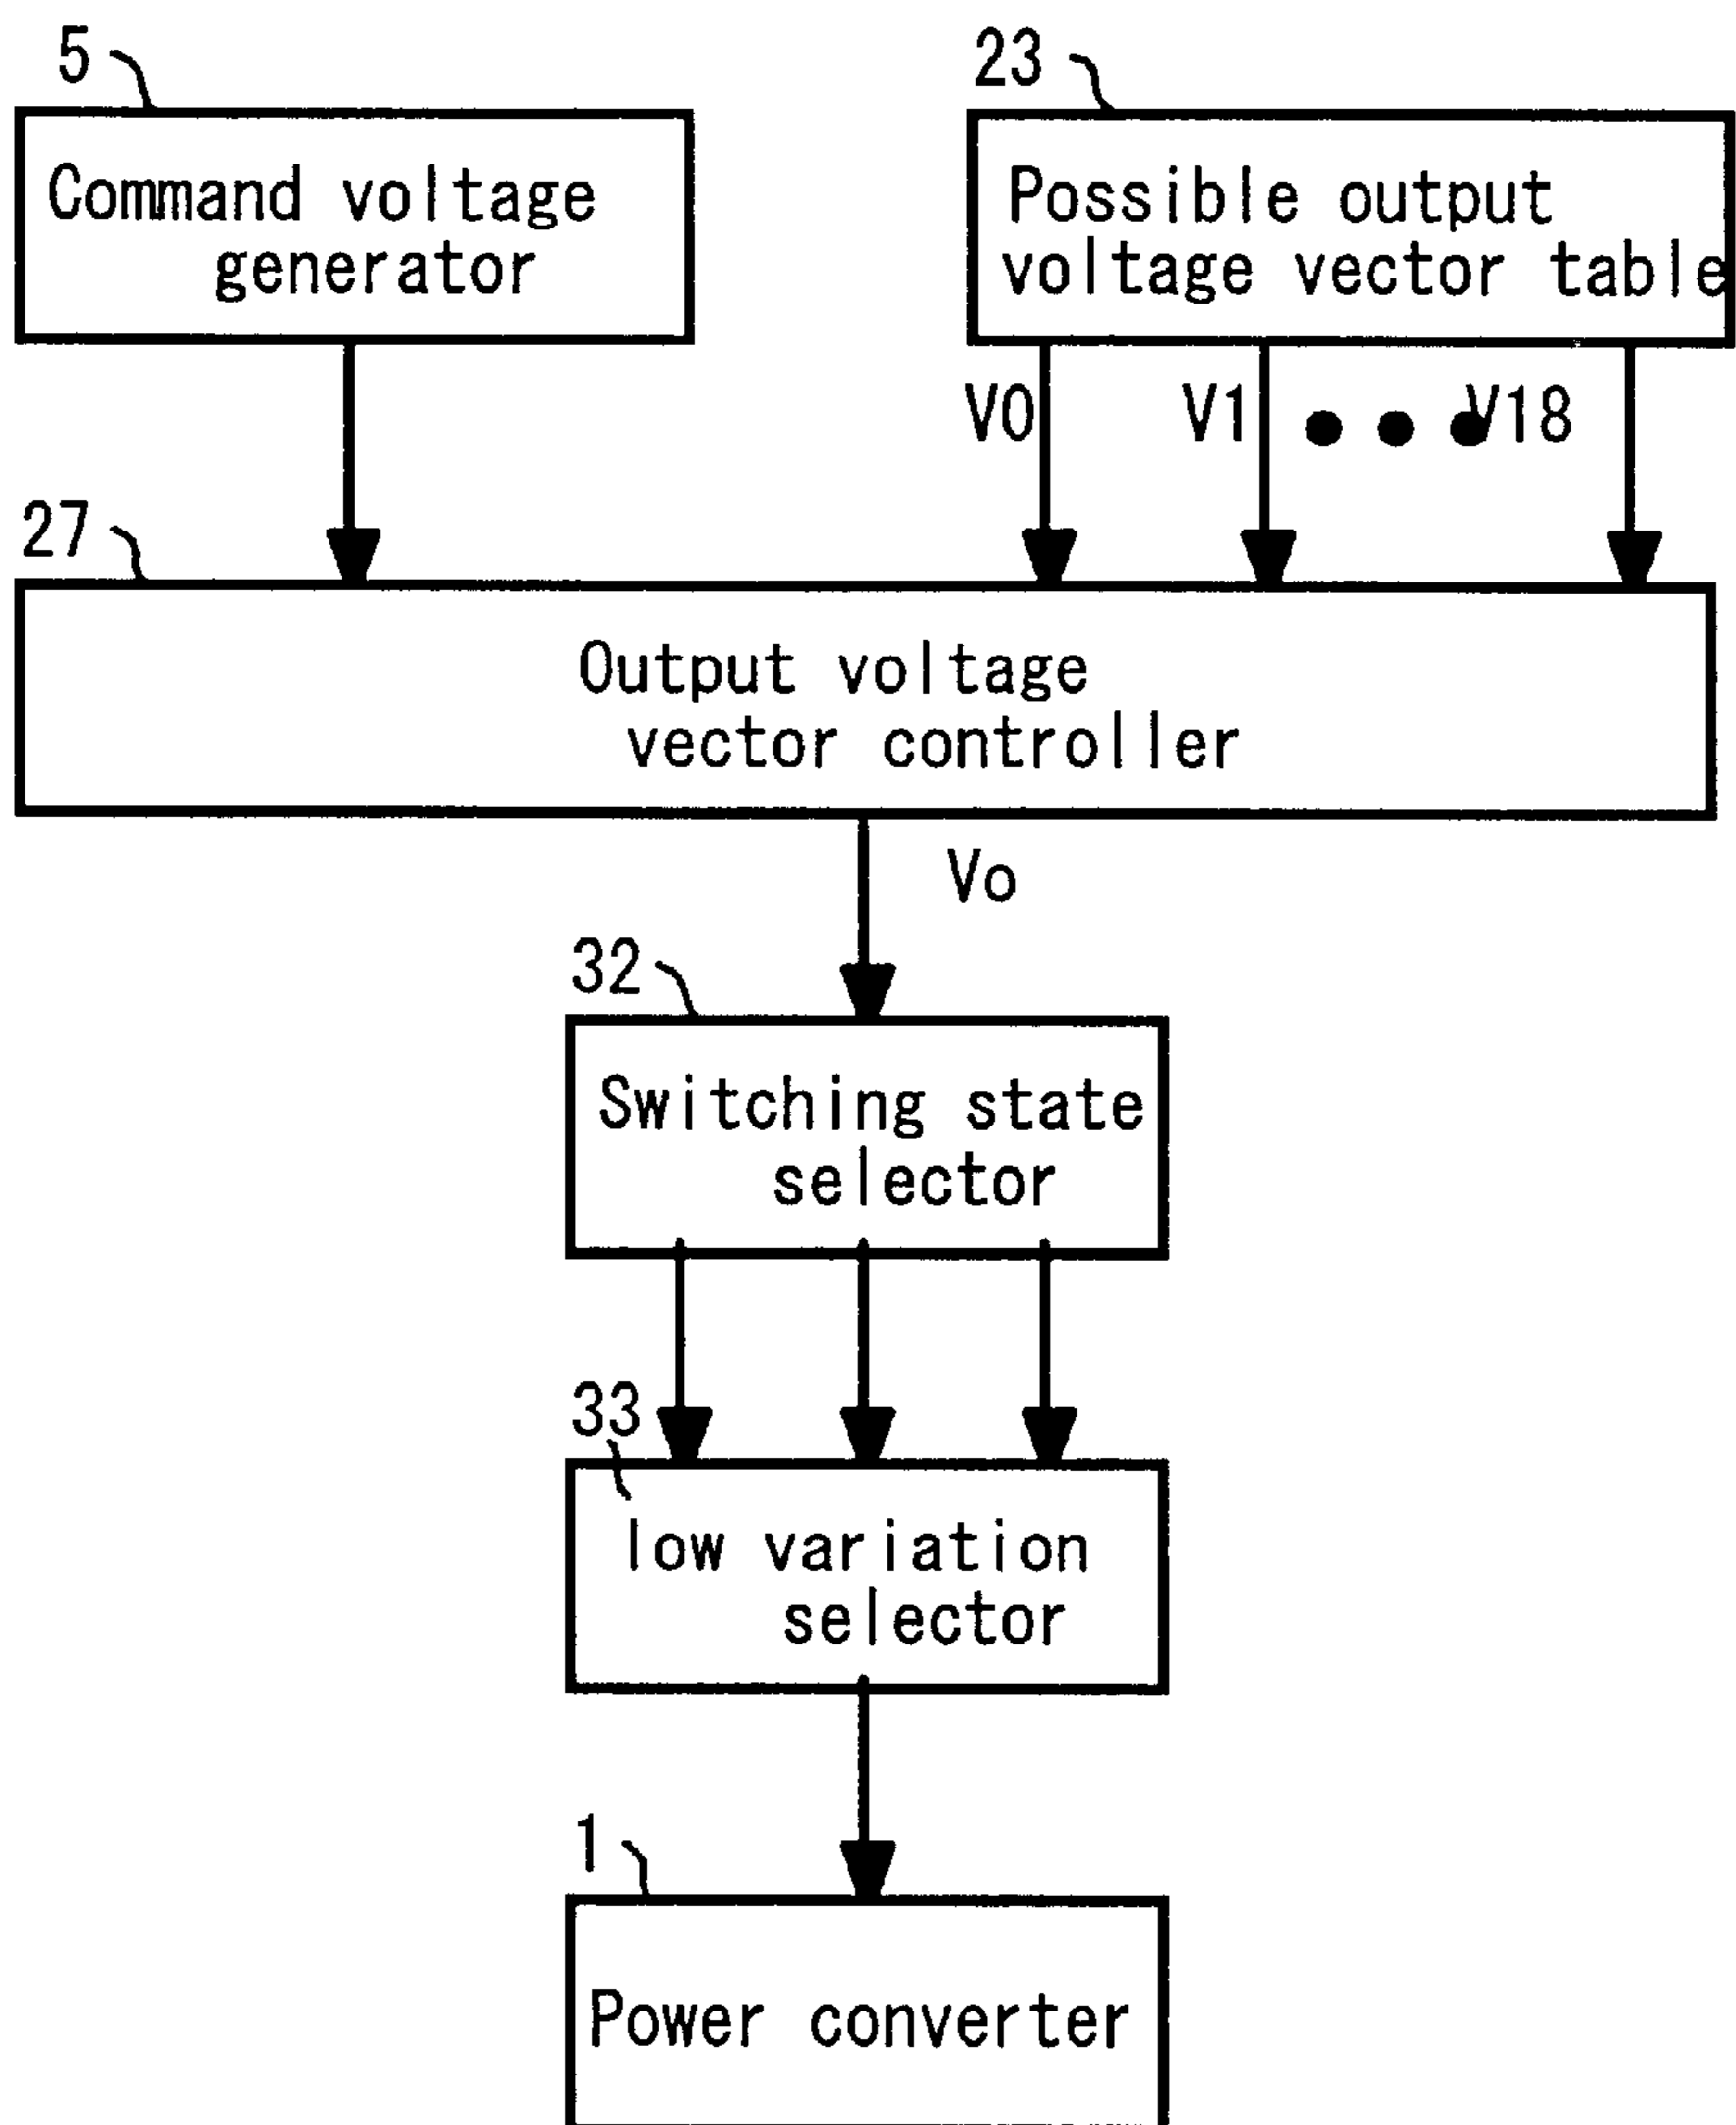 5
Command voltage
generator
23
Possible output
voltage vector table
V0
V1
V18
27
Output voltage
vector controller
Vo
32
Switching state
selector
33
low variation
selector
1
Power converter